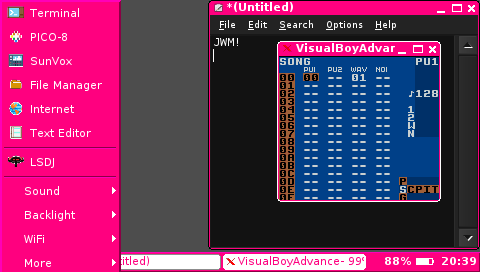 Terminal
PICO-8
SunVox
File Manager
Internet
Text Editor
LSDJ
Sound
Backlight
WiFi
More
*(Untitled)
File Edit Search Options Help
JWM!
VisualBoyAdvar
SONG PU1
PU1 PU2 WAV NOI
00 00 -- 01 --
01 -- -- -- --
02 -- -- -- -- ♪128
03 -- -- -- --
04 -- -- -- -- 1
05 -- -- -- -- 2
06 -- -- -- -- W
07 -- -- -- -- N
08 -- -- -- --
09 -- -- -- --
0A -- -- -- --
0B -- -- -- --
0C -- -- -- --
0D -- -- -- -- P
0E -- -- -- -- SCPIT
0F -- -- -- -- G
titled)
VisualBoyAdvance- 99%
88%
20:39